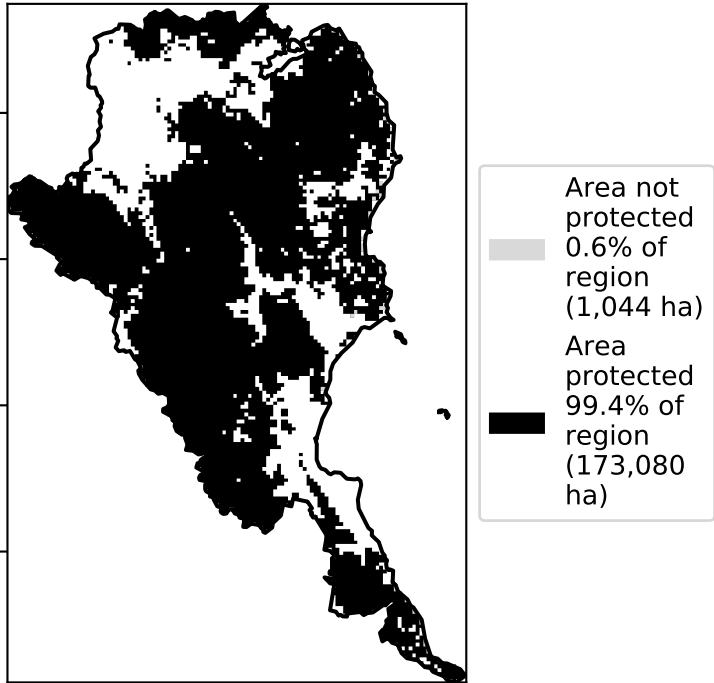 Area not
protected
0.6% of
region
(1,044 ha)
Area
protected
99.4% of
region
(173,080
ha)